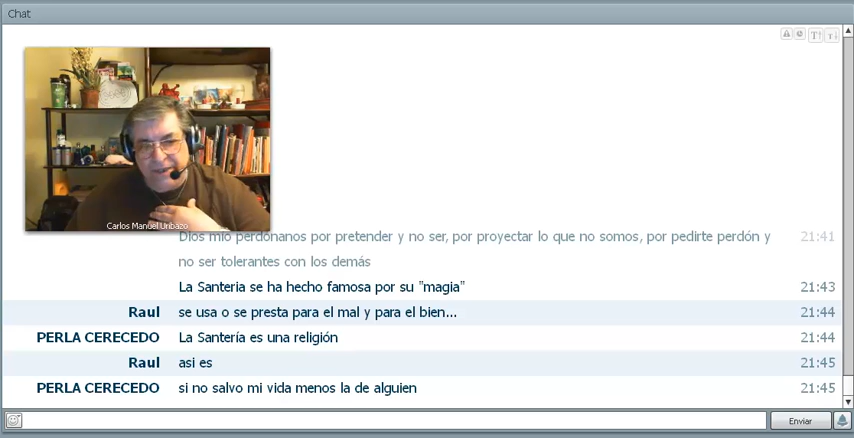 Chat
Carlos Manuel Uribazo
Dios mio perdónanos por pretender y no ser, por proyectar lo que no somos, por pedirte perdón y 21:41
no ser tolerantes con los demás
La Santeria se ha hecho famosa por su "magia" 21:43
Raul se usa o se presta para el mal y para el bien... 21:44
PERLA CERECEDO La Santería es una religión 21:44
Raul asi es 21:45
PERLA CERECEDO si no salvo mi vida menos la de alguien 21:45
Enviar